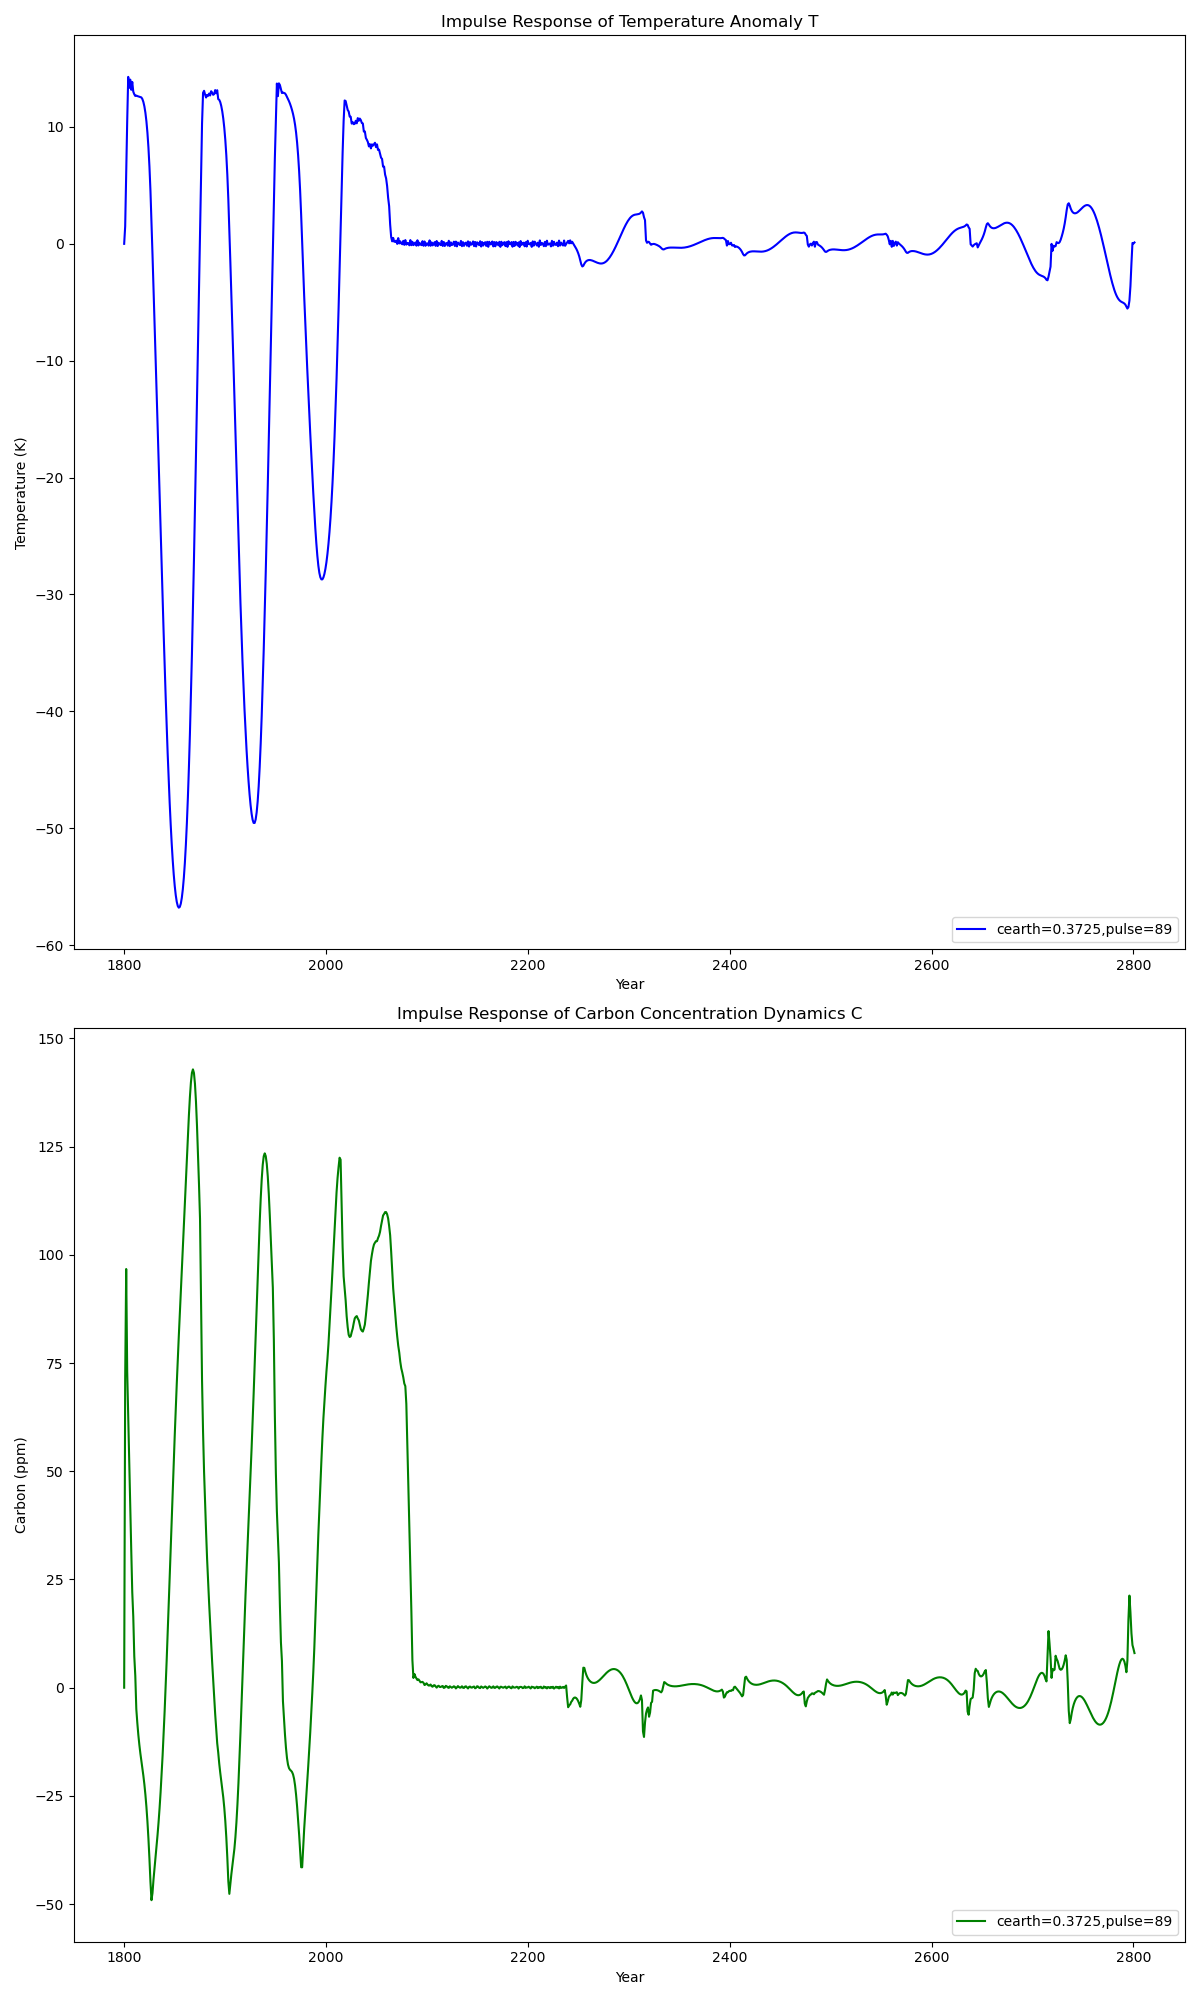 Impulse Response of Temperature Anomaly T
Temperature (K)
10
0
−10
−20
−30
−40
−50
−60
1800 2000 2200 2400 2600 2800
Year
cearth=0.3725,pulse=89
Impulse Response of Carbon Concentration Dynamics C
Carbon (ppm)
150
125
100
75
50
25
0
−25
−50
1800 2000 2200 2400 2600 2800
Year
cearth=0.3725,pulse=89